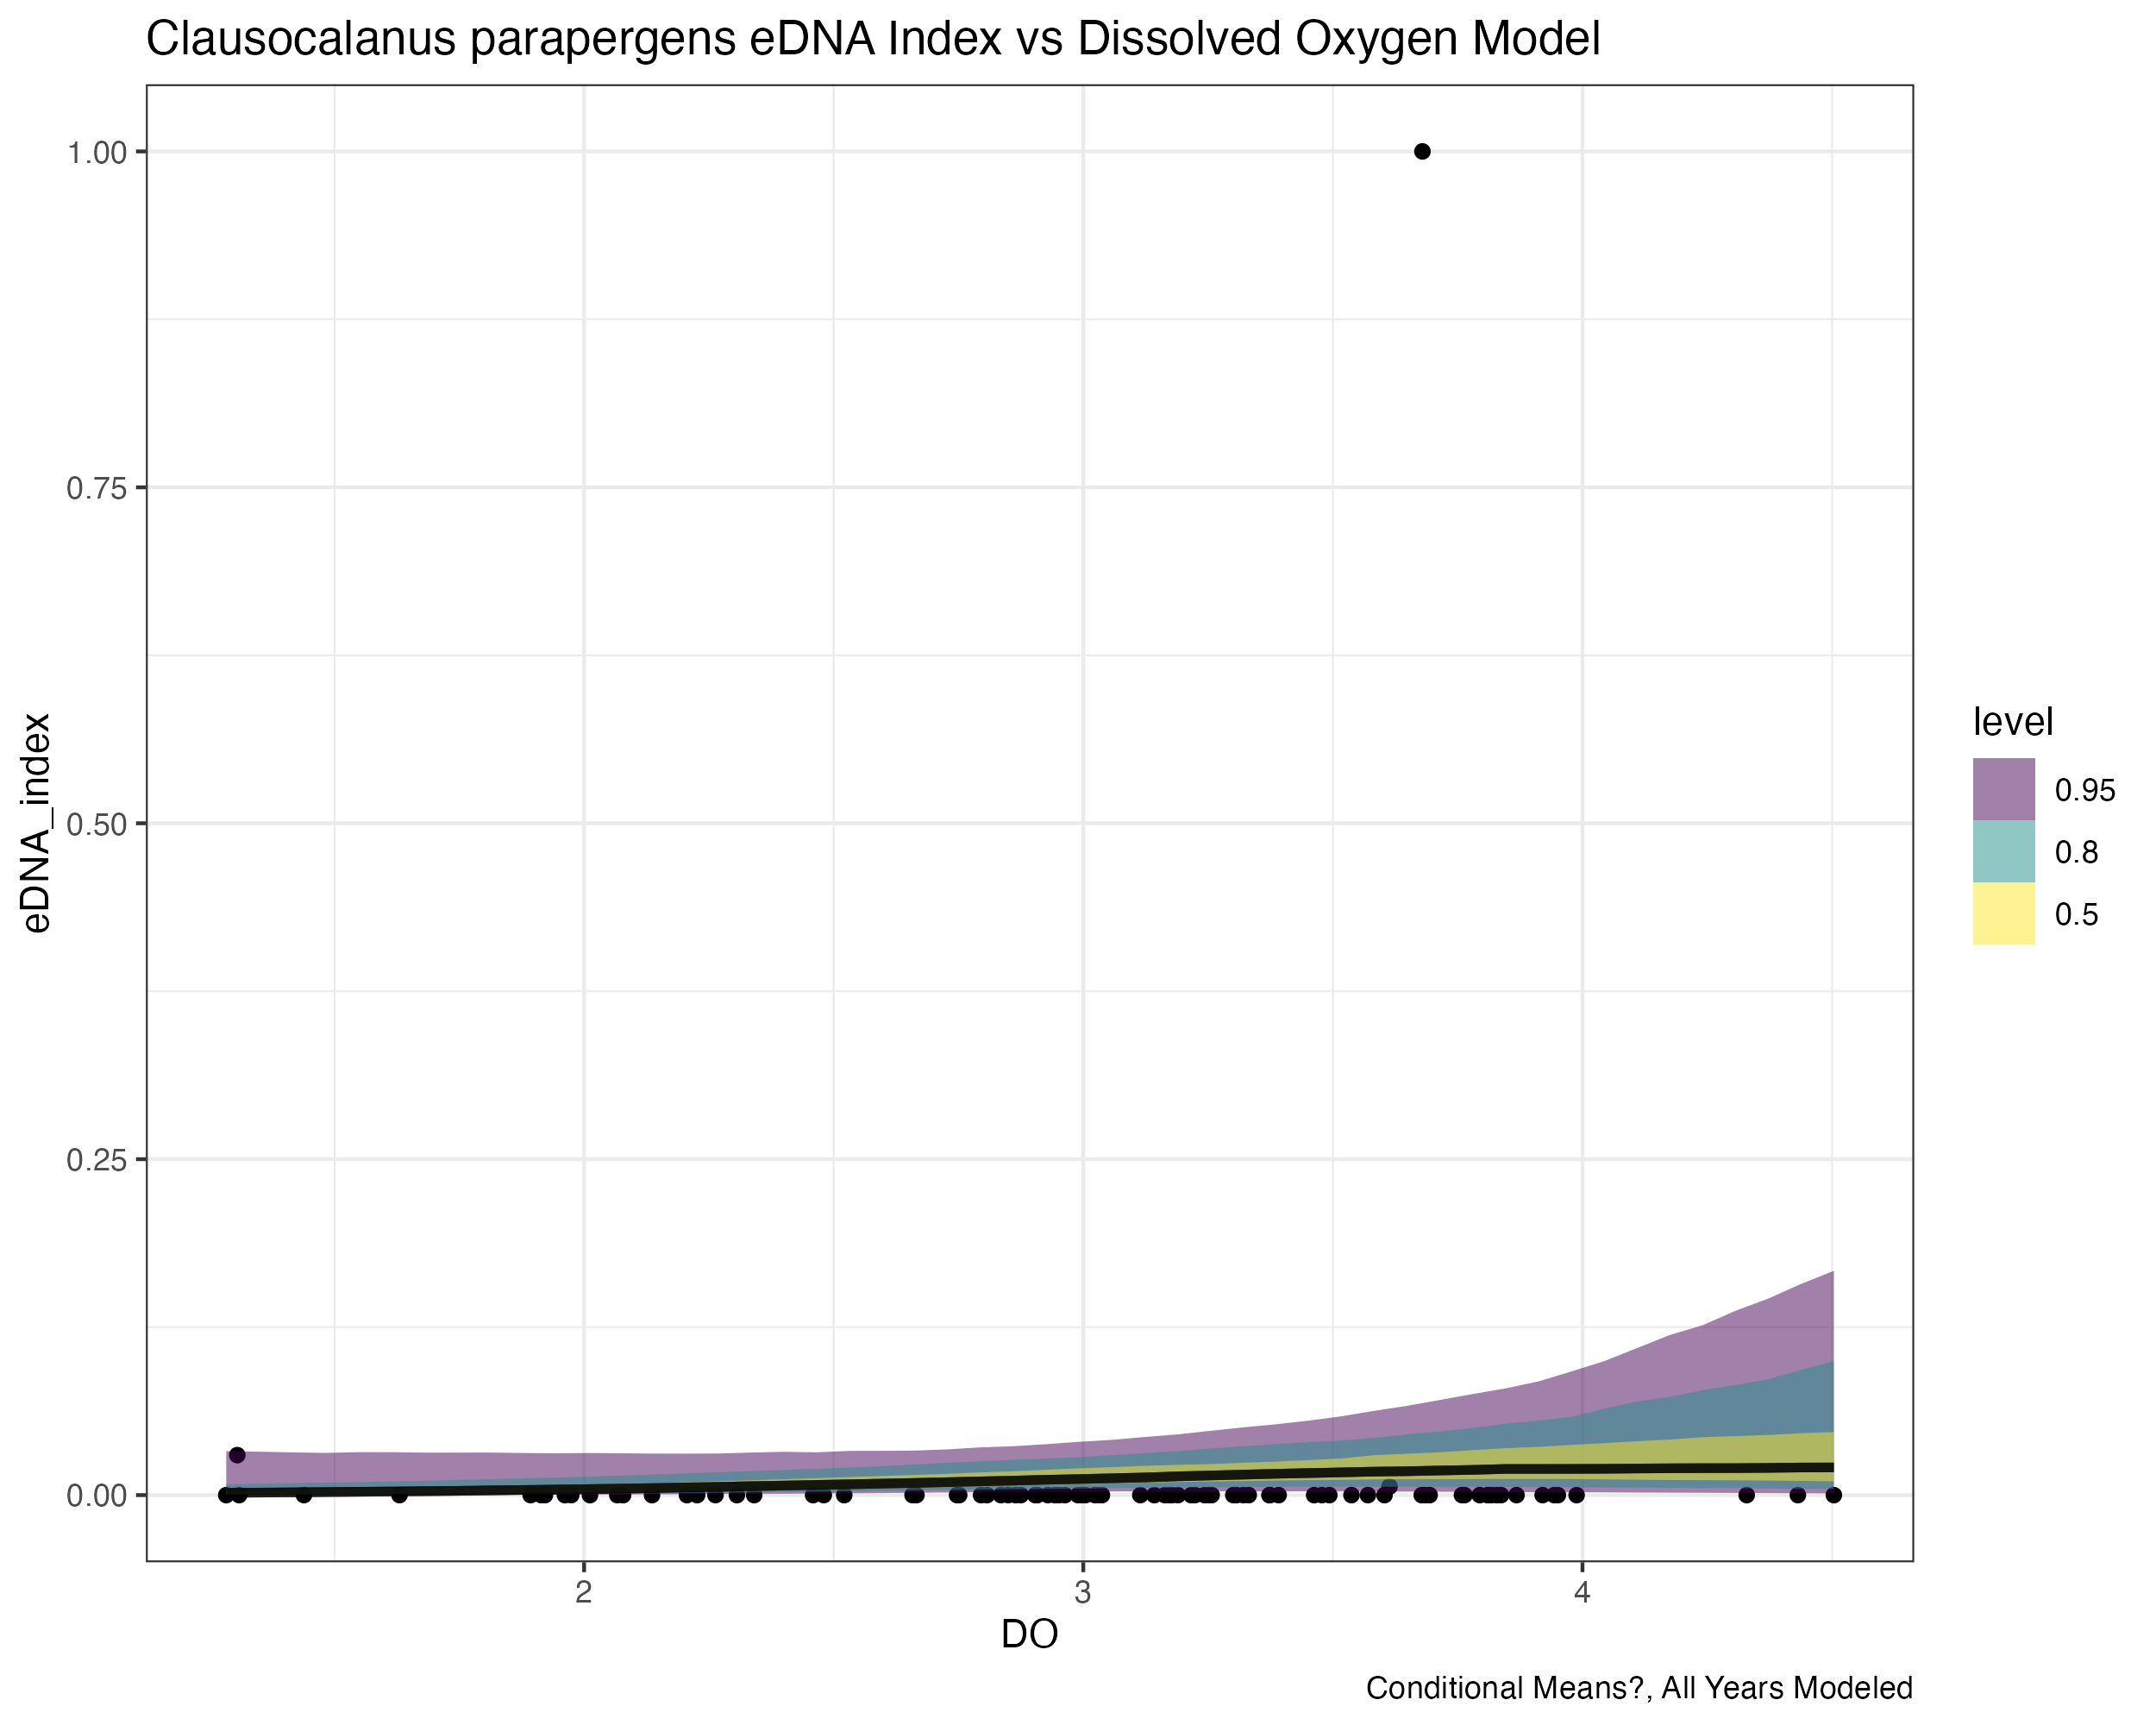 Clausocalanus parapergens eDNA Index vs Dissolved Oxygen Model
1.00
0.75
0.50
0.25
0.00
eDNA_index
2 3 4
DO
level
0.95
0.8
0.5
Conditional Means?, All Years Modeled